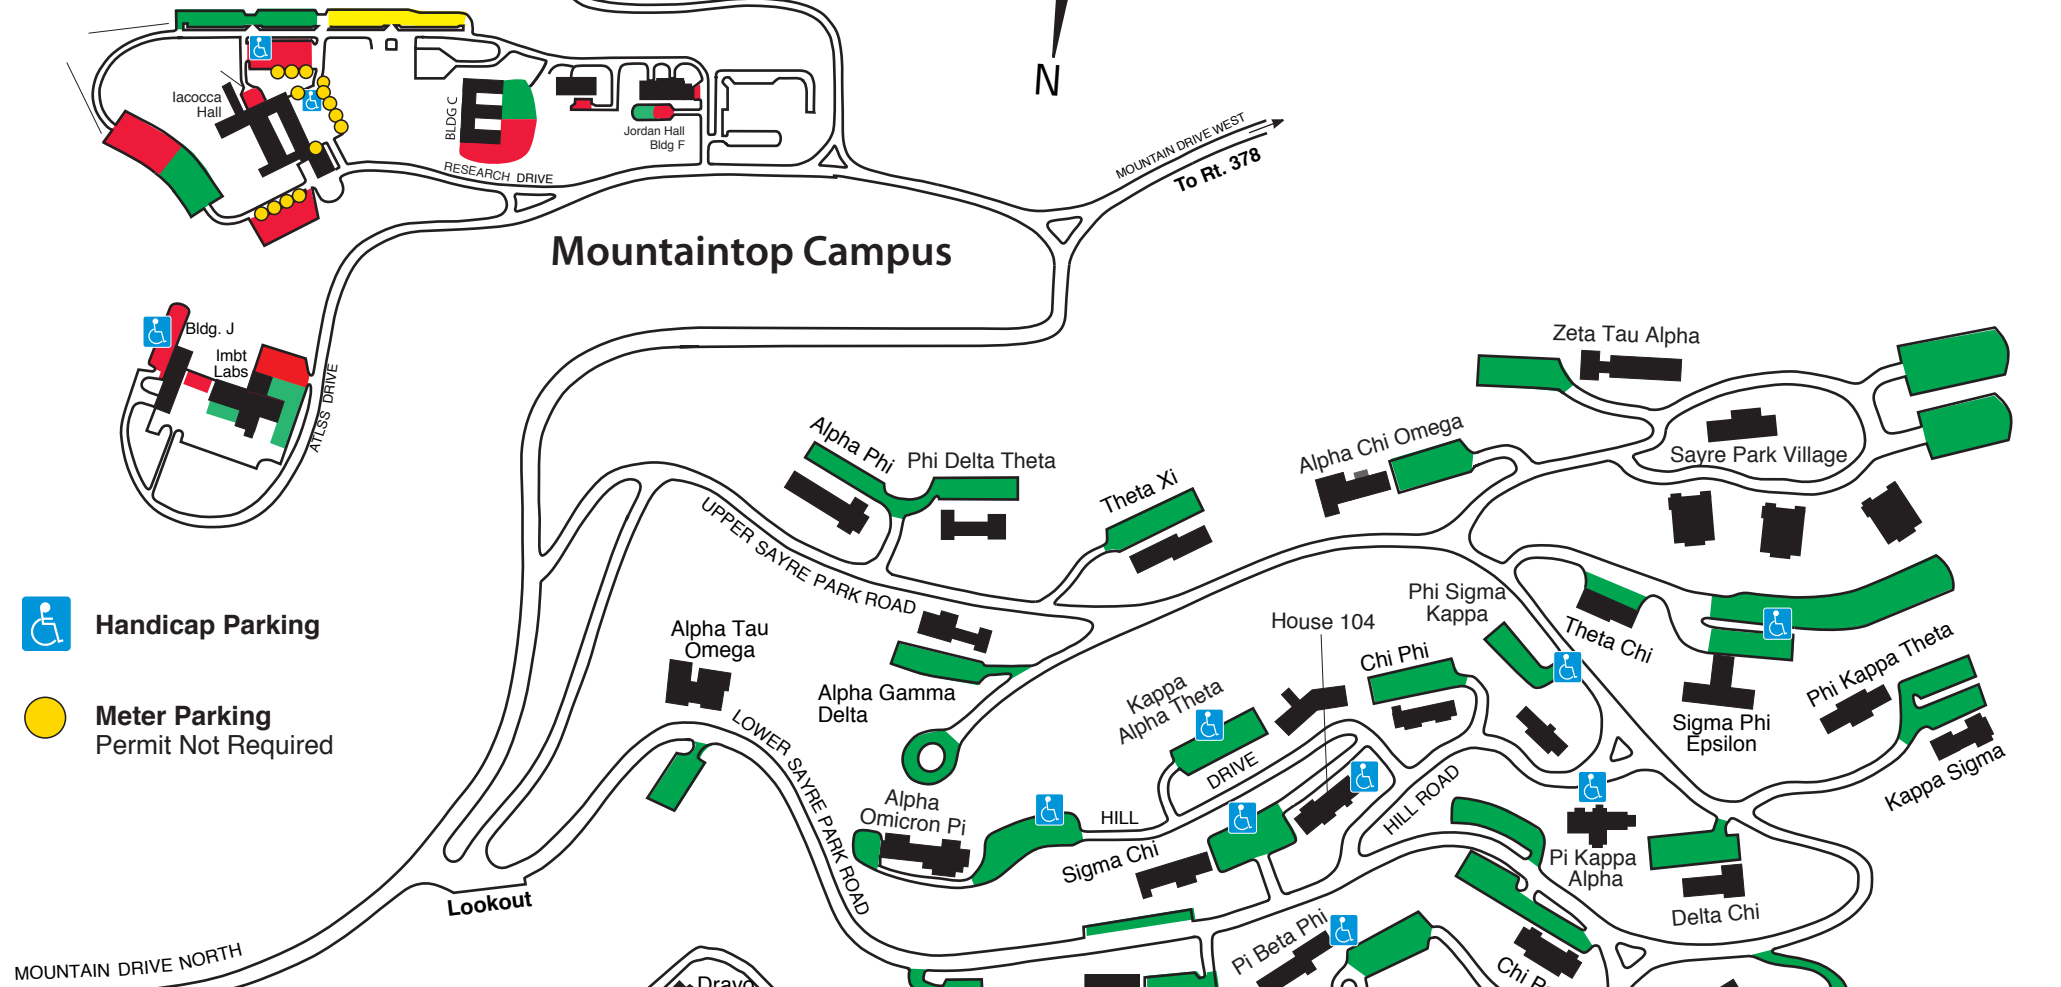 N
Iacocca
Hall
BLDG C
Jordan Hall
Bldg F
RESEARCH DRIVE
MOUNTAIN DRIVE WEST
To Rt. 378
Mountaintop Campus
Bldg. J
Imbt
Labs
ATLSS DRIVE
Zeta Tau Alpha
Alpha Phi
Phi Delta Theta
Theta Xi
Alpha Chi Omega
Sayre Park Village
UPPER SAYRE PARK ROAD
Handicap Parking
Meter Parking
Permit Not Required
Alpha Tau
Omega
Alpha Gamma
Delta
House 104
Phi Sigma
Kappa
Theta Chi
Chi Phi
Kappa
Alpha Theta
Phi Kappa Theta
Sigma Phi
Epsilon
Kappa Sigma
LOWER SAYRE PARK ROAD
Alpha
Omicron Pi
HILL
DRIVE
HILL ROAD
Sigma Chi
Pi Kappa
Alpha
Delta Chi
Lookout
Pi Beta Phi
MOUNTAIN DRIVE NORTH
Dravo
Chi